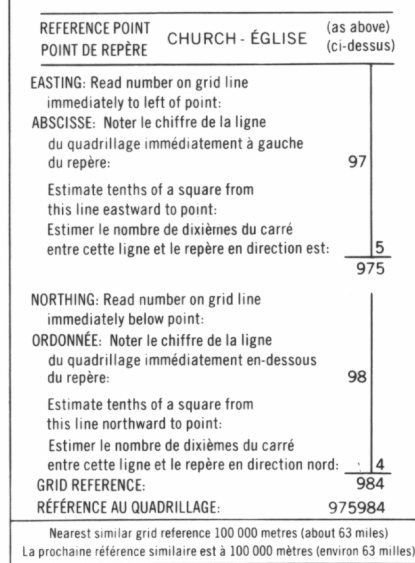 REFERENCE POINT
POINT DE REPÈRE
CHURCH - ÉGLISE
(as above)
(ci-dessus)
EASTING: Read number on grid line
immediately to left of point:
ABSCISSE: Noter le chiffre de la ligne
du quadrillage immédiatement à gauche
du repère: 97
Estimate tenths of a square from
this line eastward to point:
Estimer le nombre de dixièmes du carré
entre cette ligne et le repère en direction est: 5
975
NORTHING: Read number on grid line
immediately below point:
ORDONNÉE: Noter le chiffre de la ligne
du quadrillage immédiatement en-dessous
du repère: 98
Estimate tenths of a square from
this line northward to point:
Estimer le nombre de dixièmes du carré
entre cette ligne et le repère en direction nord: 4
GRID REFERENCE: 984
RÉFÉRENCE AU QUADRILLAGE: 975984
Nearest similar grid reference 100 000 metres (about 63 miles)
La prochaine référence similaire est à 100 000 mètres (environ 63 miles)